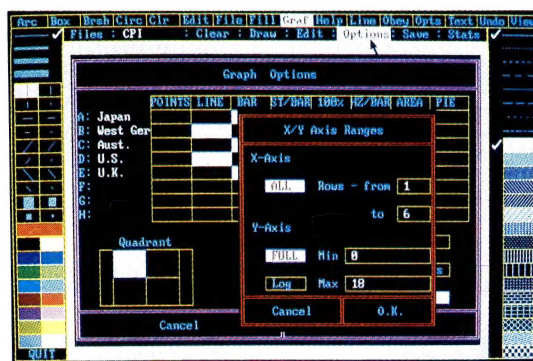 Arc Box Brsh Circ Clr Edit File Fill Graf Help Line Obey Opts Text Undo View
Files : CPI : Clear : Draw : Edit : Options : Save : Stats
Graph Options
POINTS LINE BAR ST/BAR 100% HZ/BAR AREA PIE
A: Japan
B: West Ger
C: Aust.
D: U.S.
E: U.K.
F:
G:
H:
X/Y Axis Ranges
X-Axis
ALL Rows - from 1
to 6
Y-Axis
FULL Min 0
Log Max 18
Cancel O.K.
Quadrant
s
Cancel
QUIT